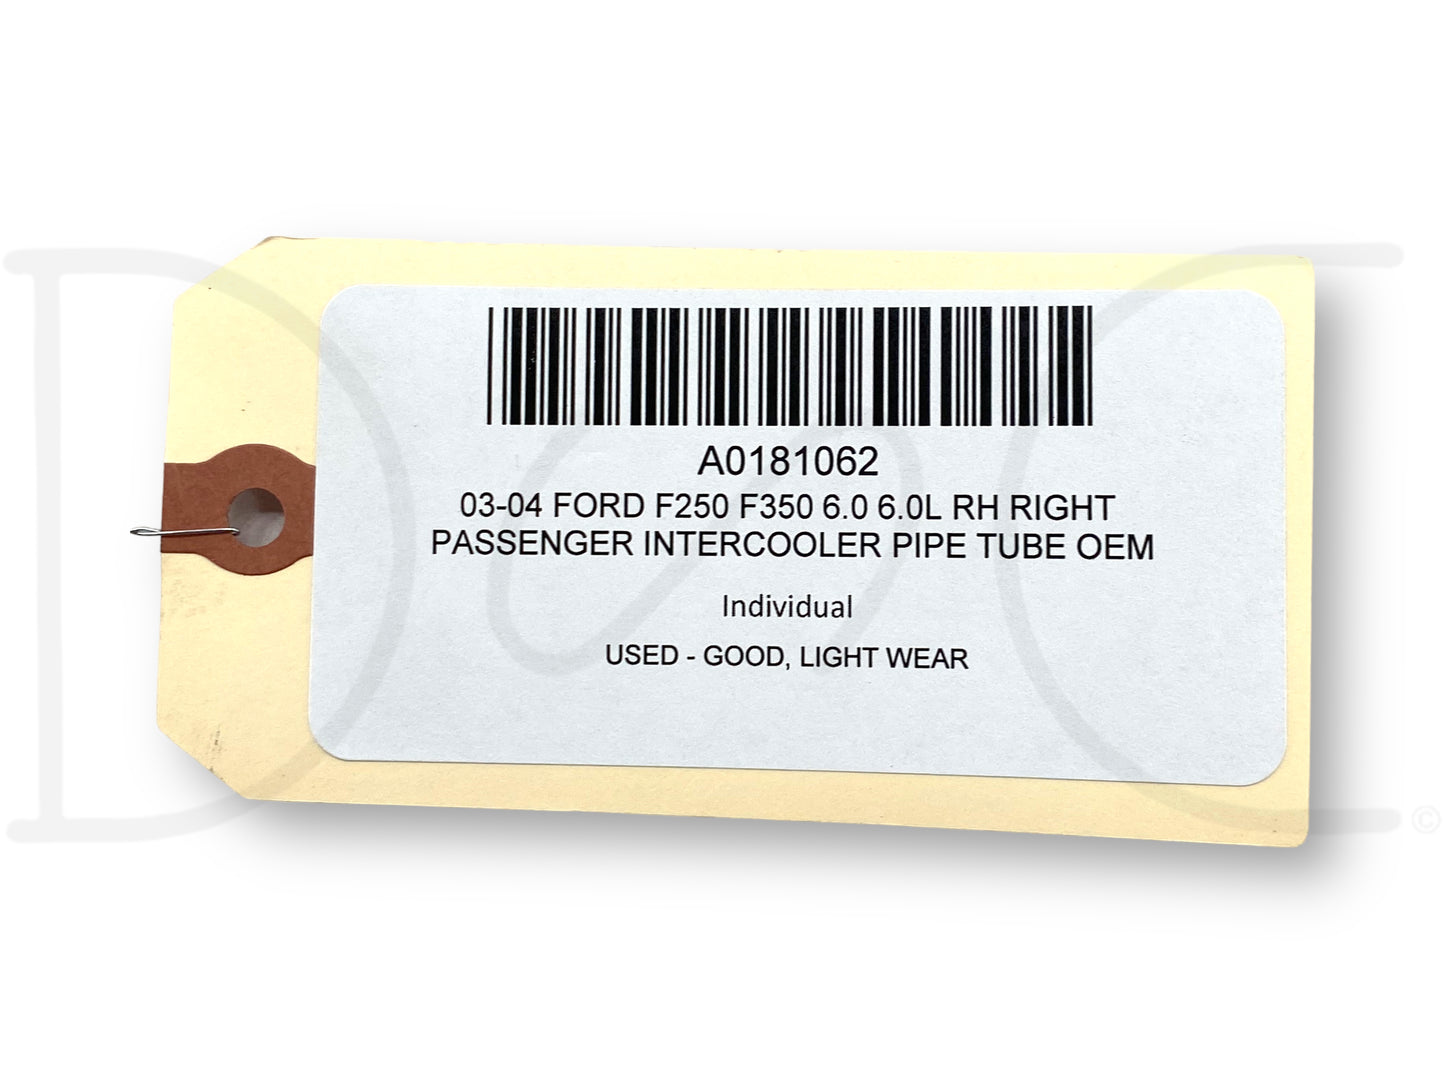 A0181062
03-04 FORD F250 F350 6.0 6.0L RH RIGHT
PASSENGER INTERCOOLER PIPE TUBE OEM
Individual
USED - GOOD, LIGHT WEAR
D C
©